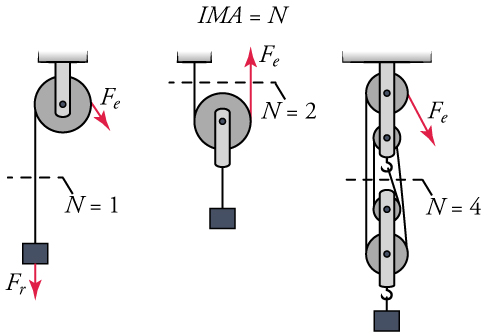 IMA = N
Fe
Fe
Fe
N = 2
N = 1
N = 4
Fr